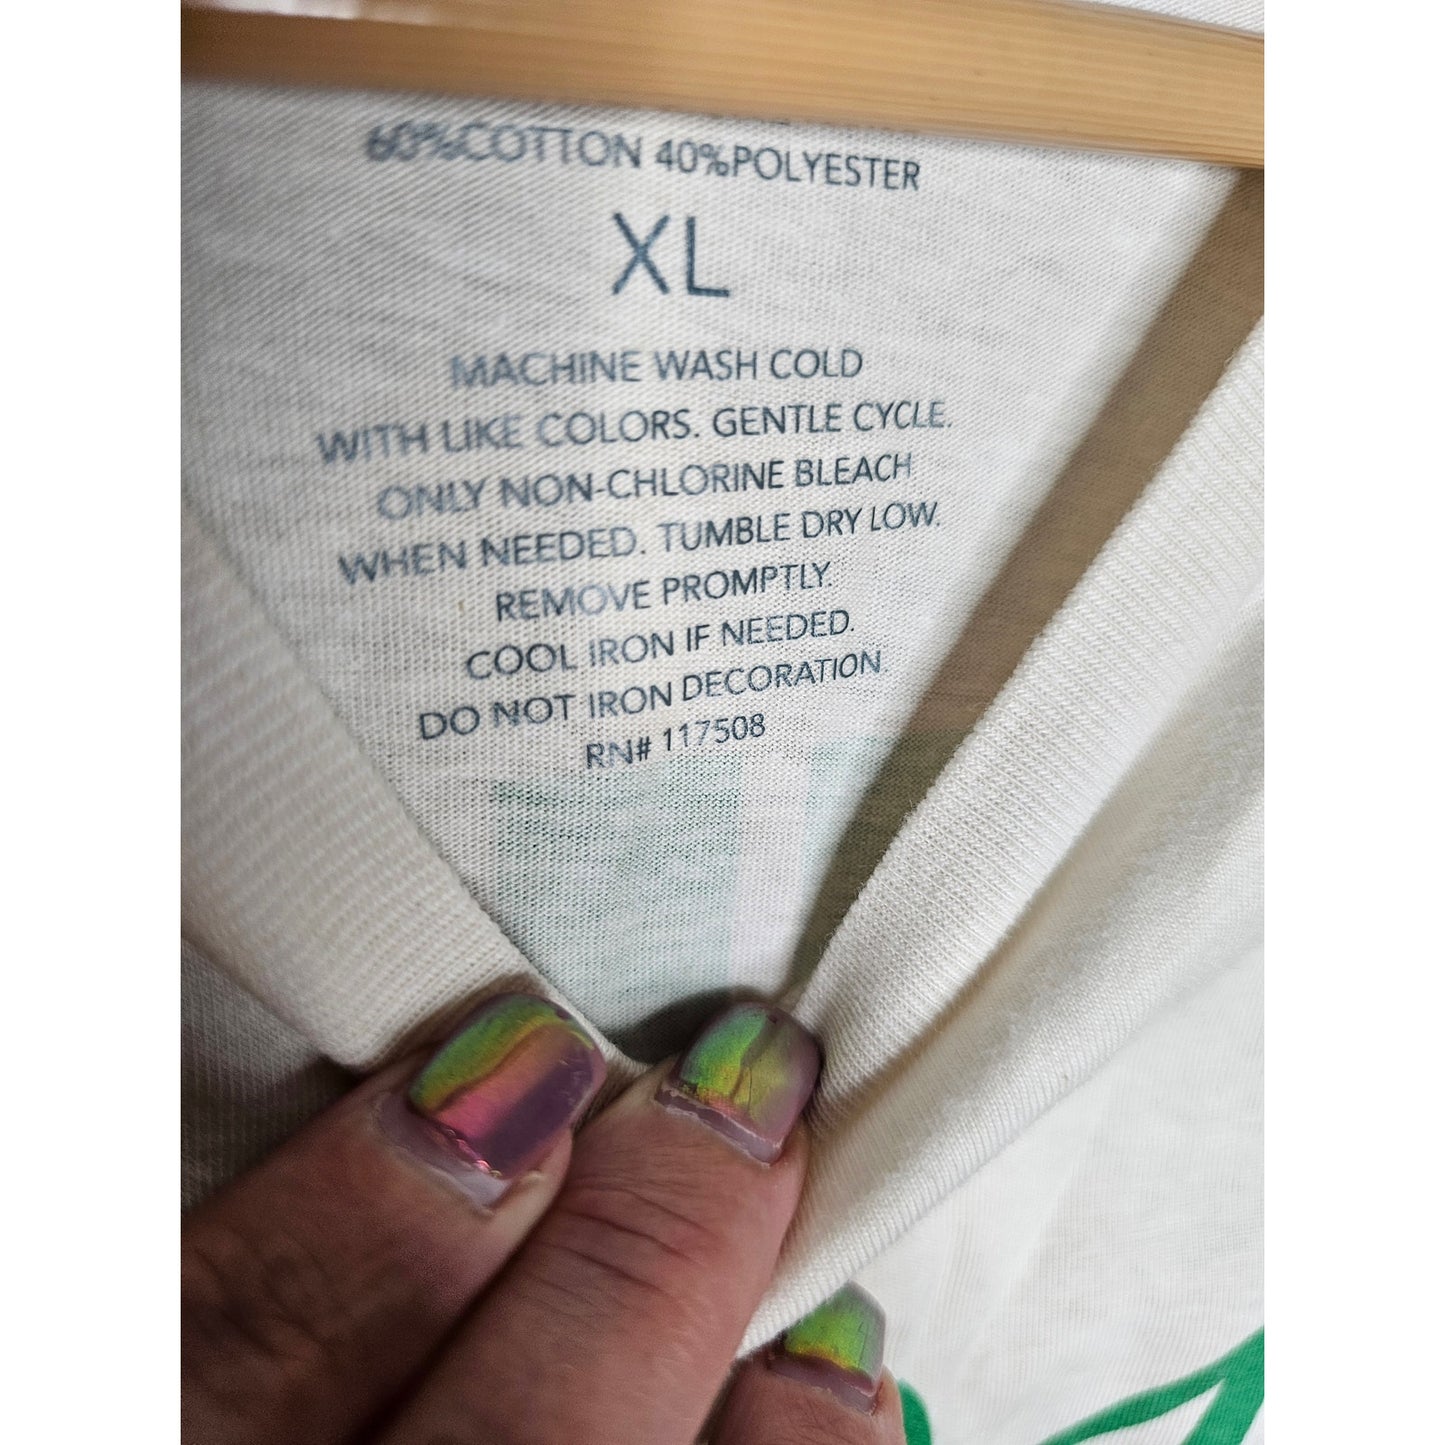 60%COTTON 40%POLYESTER
XL
MACHINE WASH COLD
WITH LIKE COLORS. GENTLE CYCLE.
ONLY NON-CHLORINE BLEACH
WHEN NEEDED. TUMBLE DRY LOW.
REMOVE PROMPTLY.
COOL IRON IF NEEDED.
DO NOT IRON DECORATION.
RN# 117508